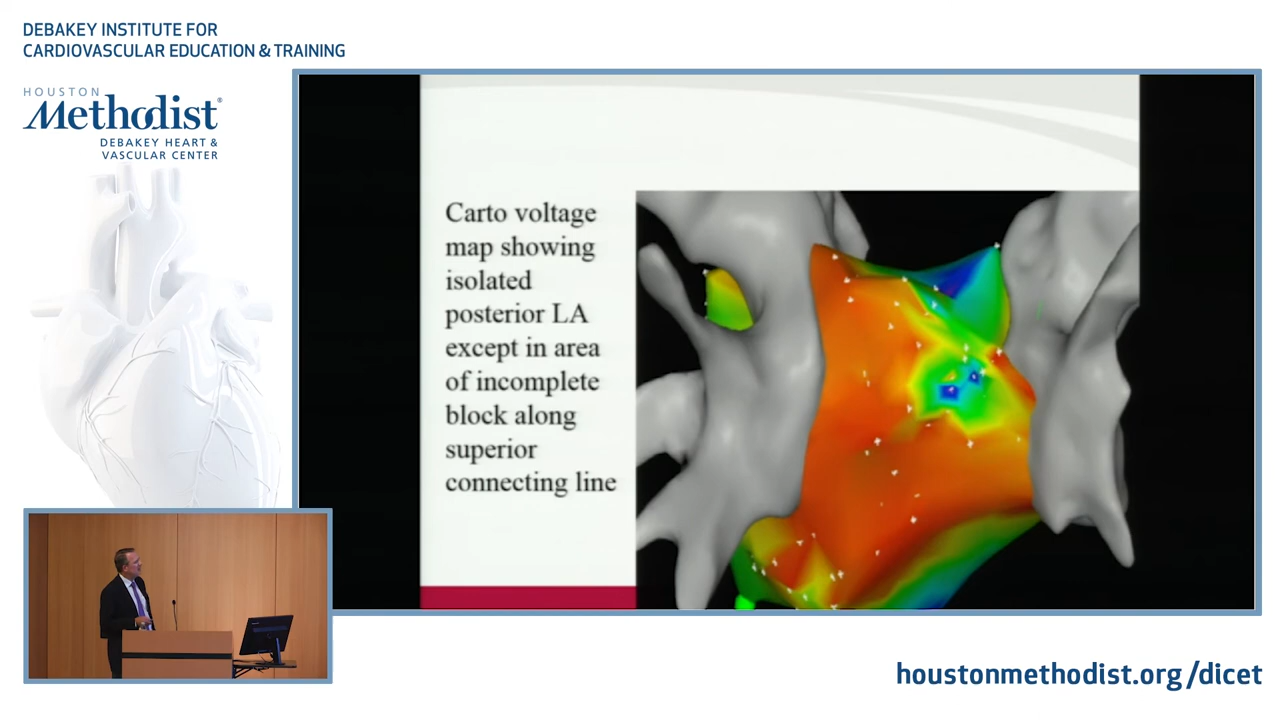 DEBAKEY INSTITUTE FOR
CARDIOVASCULAR EDUCATION & TRAINING
HOUSTON
Methodist®
DEBAKEY HEART &
VASCULAR CENTER
Carto voltage
map showing
isolated
posterior LA
except in area
of incomplete
block along
superior
connecting line
houstonmethodist.org/dicet